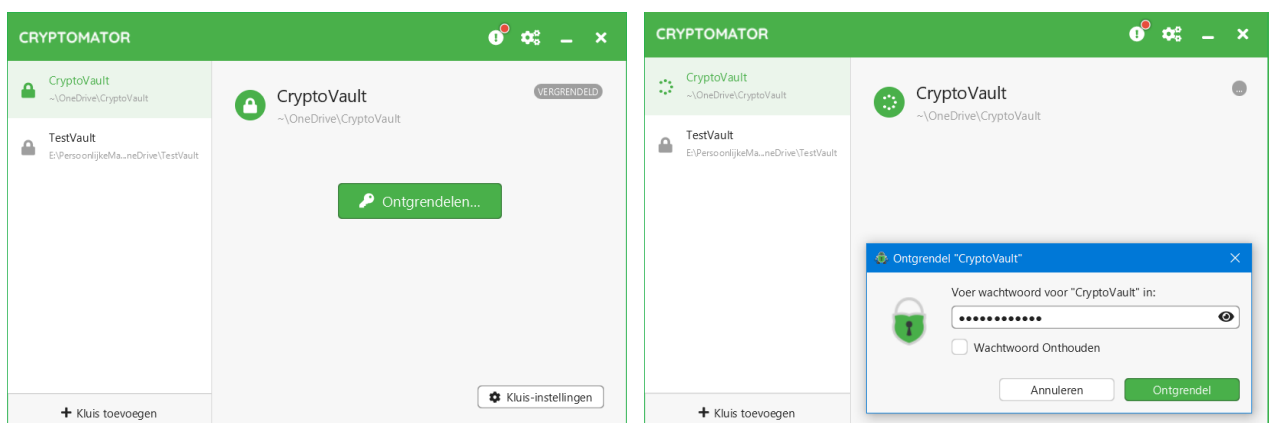 CRYPTOMATOR
CryptoVault
~\OneDrive\CryptoVault
TestVault
E:\PersoonlijkeMa...neDrive\TestVault
+ Kluis toevoegen
CryptoVault
~\OneDrive\CryptoVault
VERGRENDELD
Ontgrendelen...
Kluis-instellingen
CRYPTOMATOR
CryptoVault
~\OneDrive\CryptoVault
TestVault
E:\PersoonlijkeMa...neDrive\TestVault
+ Kluis toevoegen
CryptoVault
~\OneDrive\CryptoVault
...
Ontgrendel "CryptoVault"
Voer wachtwoord voor "CryptoVault" in:
••••••••••••
Wachtwoord Onthouden
Annuleren
Ontgrendel